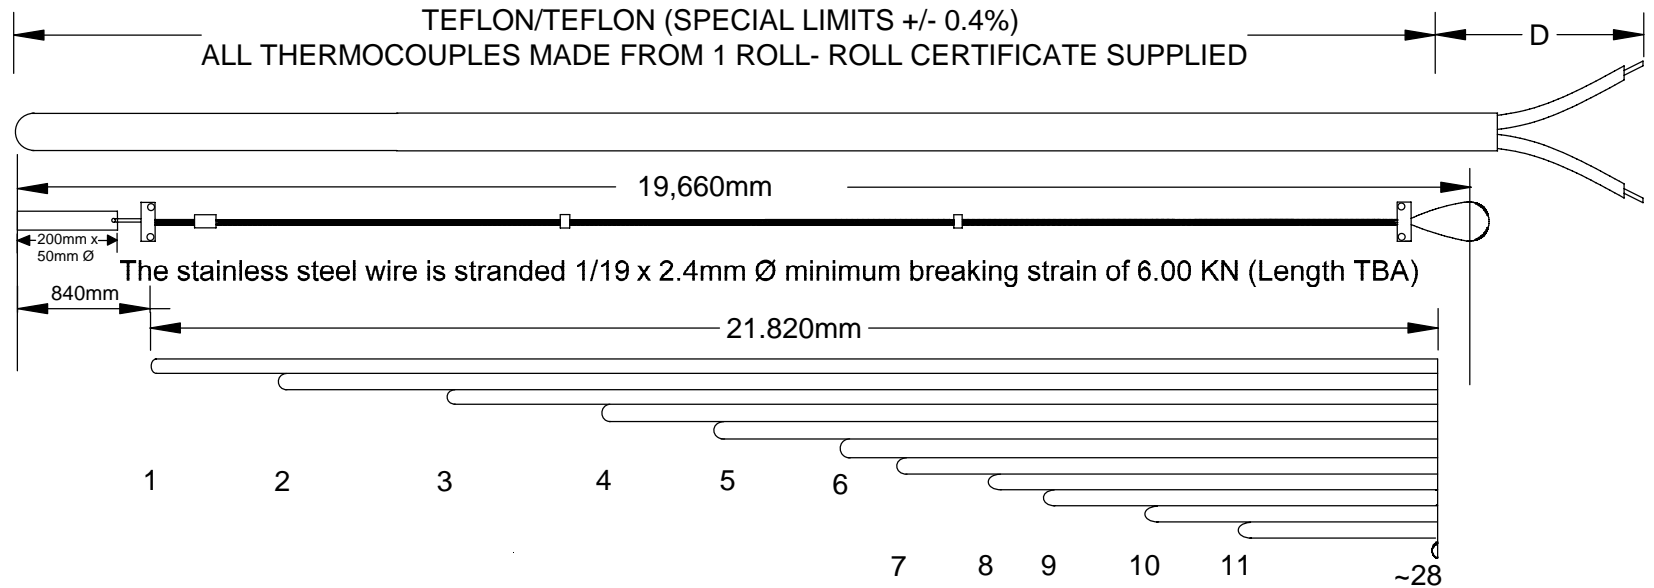 TEFLON/TEFLON (SPECIAL LIMITS +/- 0.4%)
D
ALL THERMOCOUPLES MADE FROM 1 ROLL- ROLL CERTIFICATE SUPPLIED
19,660mm
200mm x
50mm Ø
The stainless steel wire is stranded 1/19 x 2.4mm Ø minimum breaking strain of 6.00 KN (Length TBA)
840mm
21.820mm
1 2 3 4 5 6
7 8 9 10 11 ~28